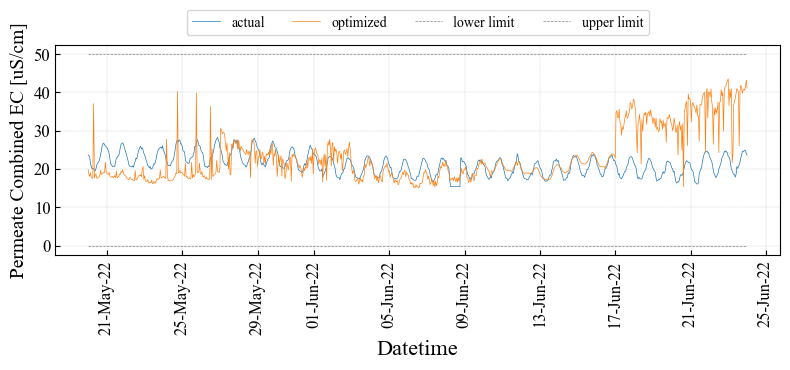 actual optimized lower limit upper limit
Permeate Combined EC [uS/cm]
50
40
30
20
10
0
21-May-22 25-May-22 29-May-22 01-Jun-22 05-Jun-22 09-Jun-22 13-Jun-22 17-Jun-22 21-Jun-22 25-Jun-22
Datetime